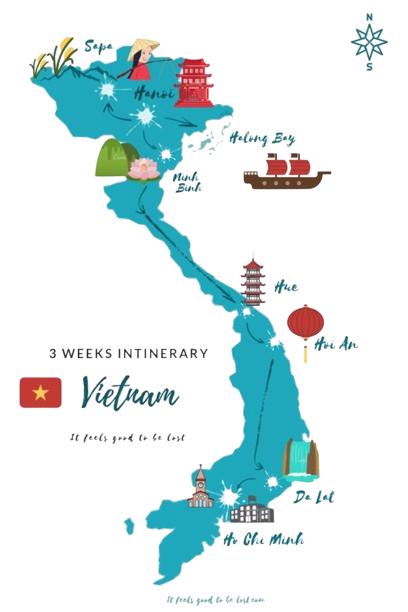 N
S
Sapa
Hanoi
Halong Bay
Ninh
Binh
Hue
Hoi An
3 WEEKS INTINERARY
Vietnam
It feels good to be lost
Da Lat
Ho Chi Minh
It feels good to be lost.com